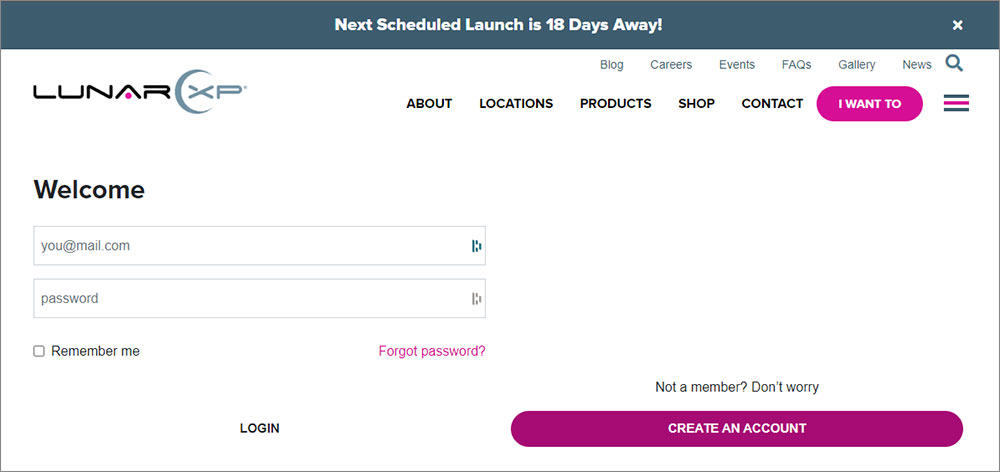 Next Scheduled Launch is 18 Days Away!
Blog Careers Events FAQs Gallery News
LUNAR XP
ABOUT LOCATIONS PRODUCTS SHOP CONTACT I WANT TO
Welcome
you@mail.com
password
Remember me Forgot password?
Not a member? Don’t worry
LOGIN CREATE AN ACCOUNT